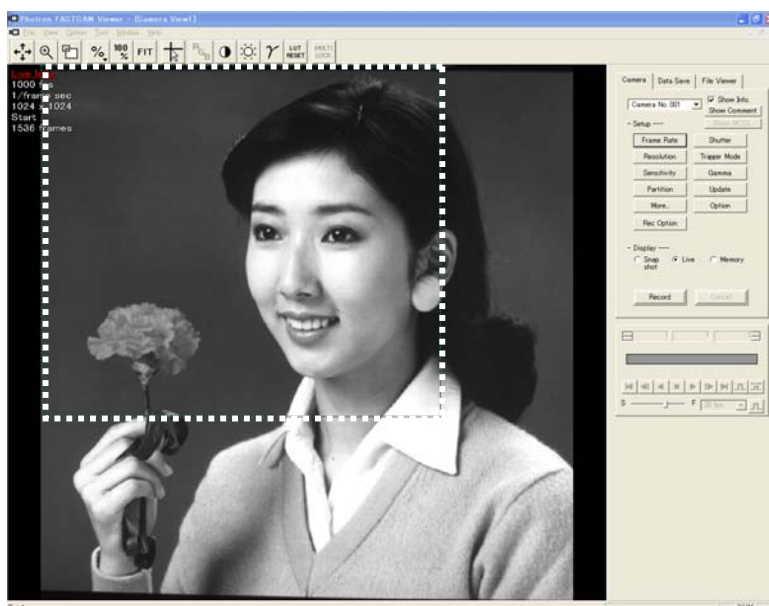 Photron FASTCAM Viewer - [Camera View1]
File View Option Tool Window Help
% 100 % FIT LUT RESET MULTI LOCK
1000 fps
1/frame sec
1024 x 1024
Start
1536 frames
Camera Data Save File Viewer
Camera No. 001 Show Info.
Show Comment
- Setup ----
Frame Rate Shutter
Resolution Trigger Mode
Sensitivity Gamma
Partition Update
More.. Option
Rec Option
- Display ----
Snap shot Live Memory
Record Cancel
S F